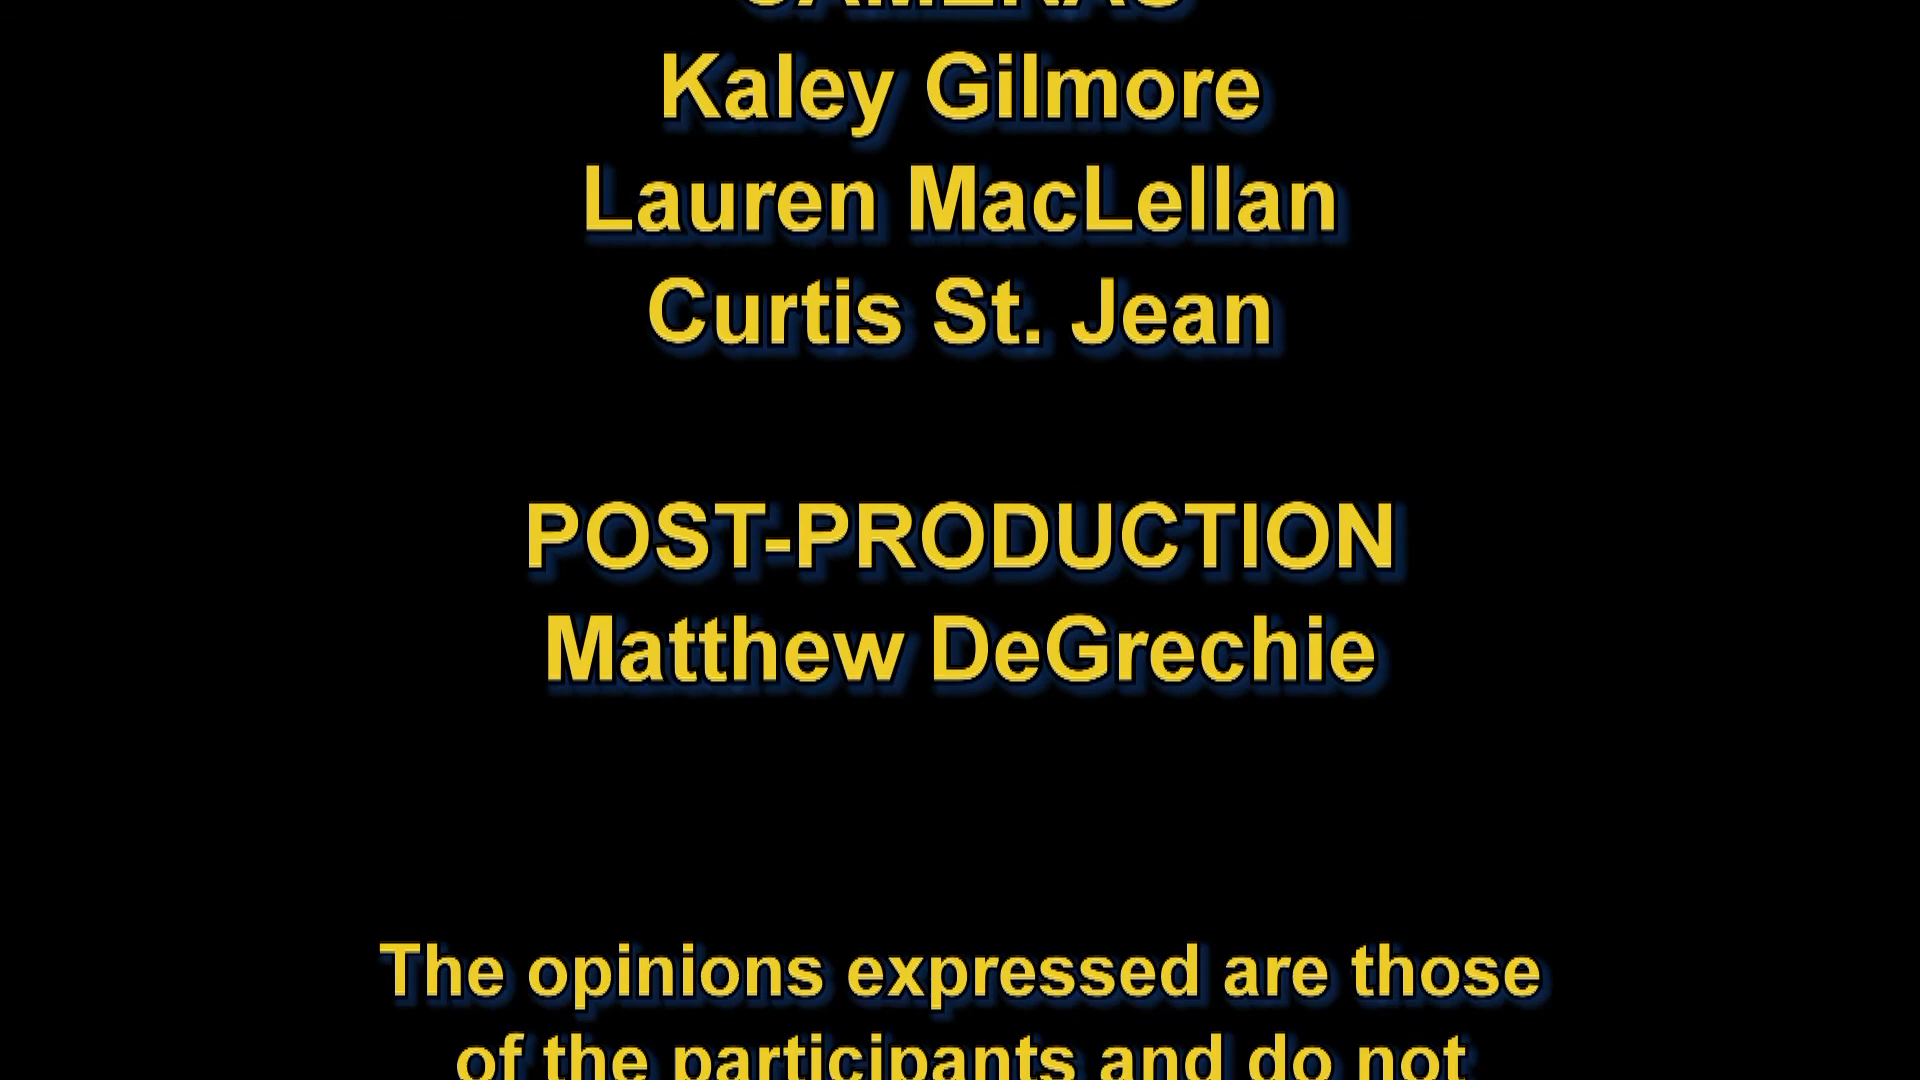 CAMERAS
Kaley Gilmore
Lauren MacLellan
Curtis St. Jean
POST-PRODUCTION
Matthew DeGrechie
The opinions expressed are those
of the participants and do not